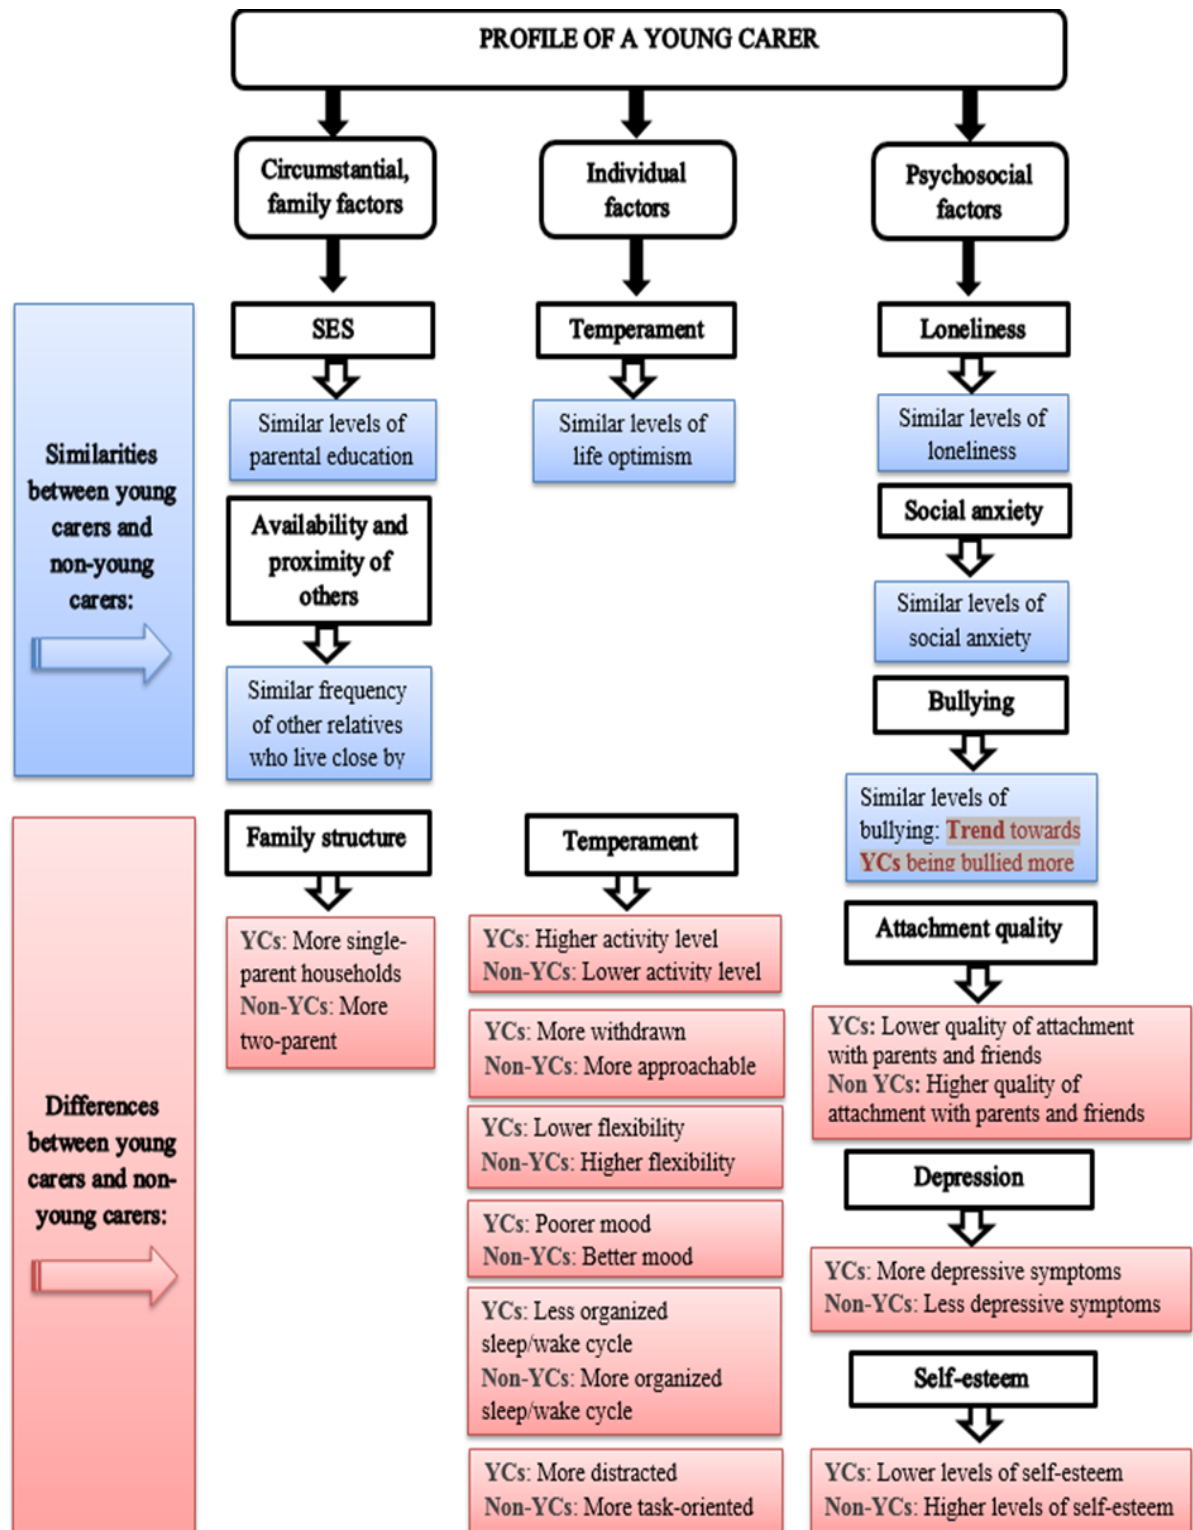 PROFILE OF A YOUNG CARER
Circumstantial,
family factors
Individual
factors
Psychosocial
factors
Similarities
between young
carers and
non-young
carers:
SES
Similar levels of
parental education
Availability and
proximity of
others
Similar frequency
of other relatives
who live close by
Temperament
Similar levels of
life optimism
Loneliness
Similar levels of
loneliness
Social anxiety
Similar levels of
social anxiety
Bullying
Similar levels of
bullying: Trend towards
YCs being bullied more
Differences
between young
carers and non-
young carers:
Family structure
YCs: More single-
parent households
Non-YCs: More
two-parent
Temperament
YCs: Higher activity level
Non-YCs: Lower activity level
YCs: More withdrawn
Non-YCs: More approachable
YCs: Lower flexibility
Non-YCs: Higher flexibility
YCs: Poorer mood
Non-YCs: Better mood
YCs: Less organized
sleep/wake cycle
Non-YCs: More organized
sleep/wake cycle
YCs: More distracted
Non-YCs: More task-oriented
Attachment quality
YCs: Lower quality of attachment
with parents and friends
Non YCs: Higher quality of
attachment with parents and friends
Depression
YCs: More depressive symptoms
Non-YCs: Less depressive symptoms
Self-esteem
YCs: Lower levels of self-esteem
Non-YCs: Higher levels of self-esteem